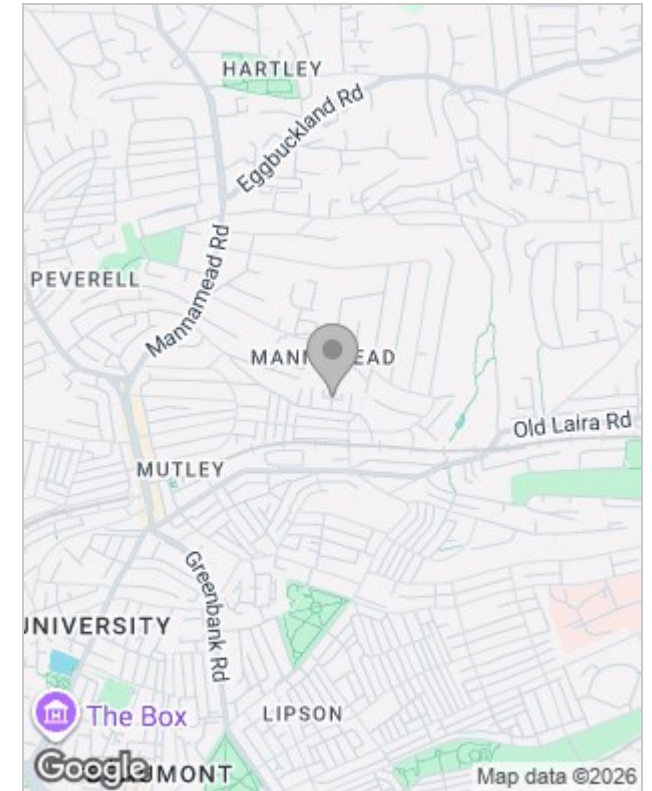 HARTLEY
Eggbuckland Rd
Mannamead Rd
PEVERELL
Old Laira Rd
MUTLEY
Greenbank Rd
UNIVERSITY
The Box
LIPSON
Google
Map data ©2026